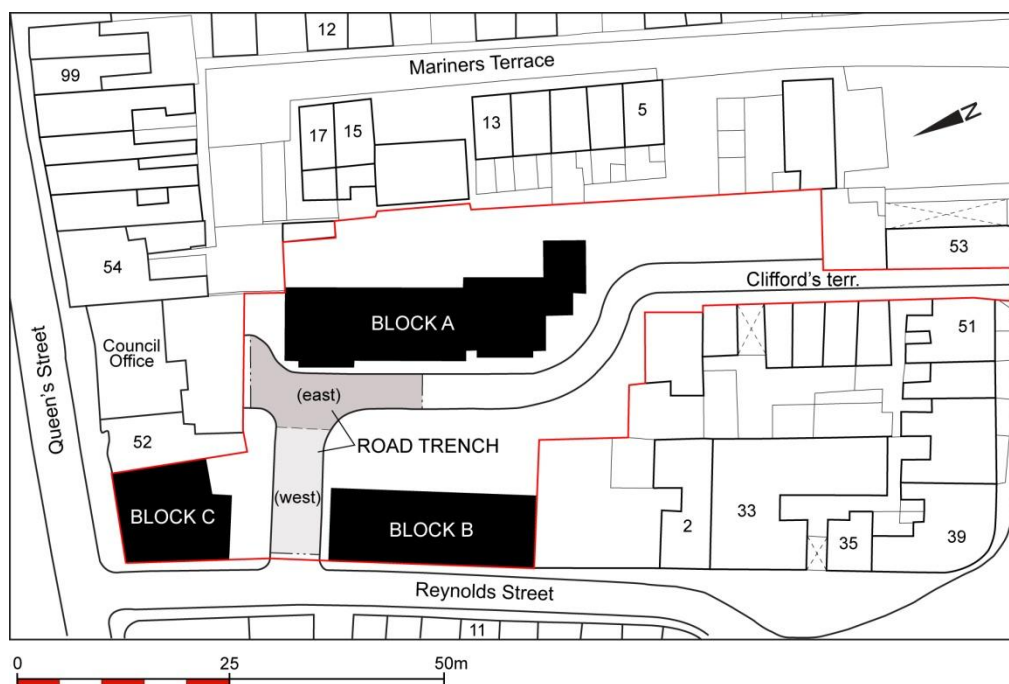 12
99
Mariners Terrace
17
15
13
5
N
54
53
Clifford's terr.
BLOCK A
Council
Office
51
Queen's Street
(east)
52
ROAD TRENCH
(west)
BLOCK C
BLOCK B
2
33
35
39
Reynolds Street
11
0
25
50m